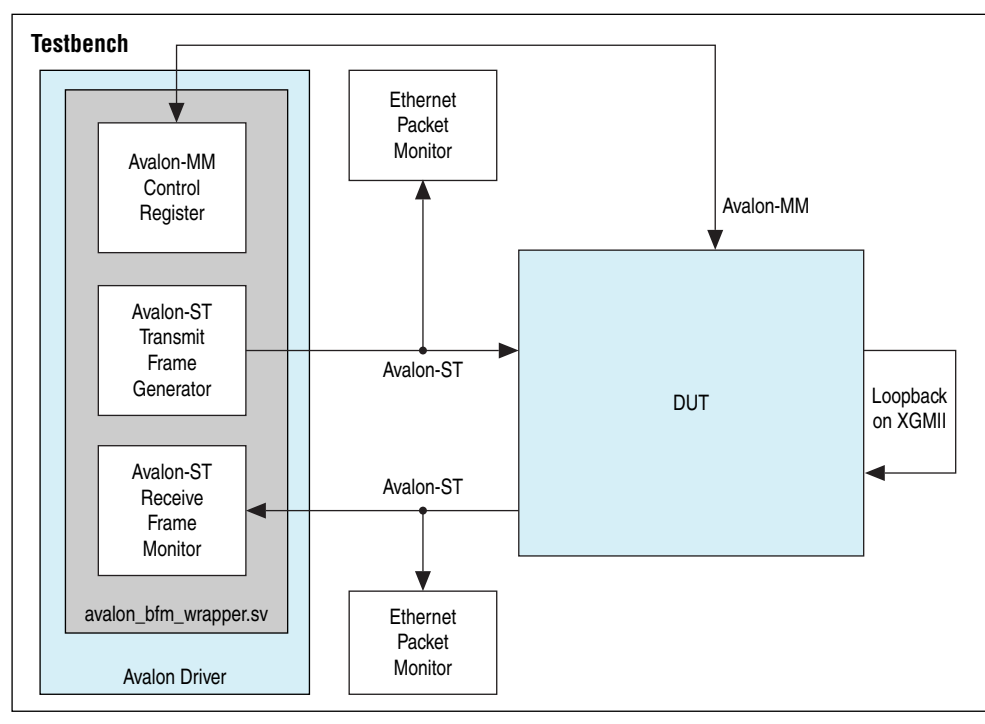 Testbench
Avalon-MM
Control
Register
Ethernet
Packet
Monitor
Avalon-MM
Avalon-ST
Transmit
Frame
Generator
Avalon-ST
DUT
Loopback
on XGMII
Avalon-ST
Receive
Frame
Monitor
Avalon-ST
avalon_bfm_wrapper.sv
Ethernet
Packet
Monitor
Avalon Driver